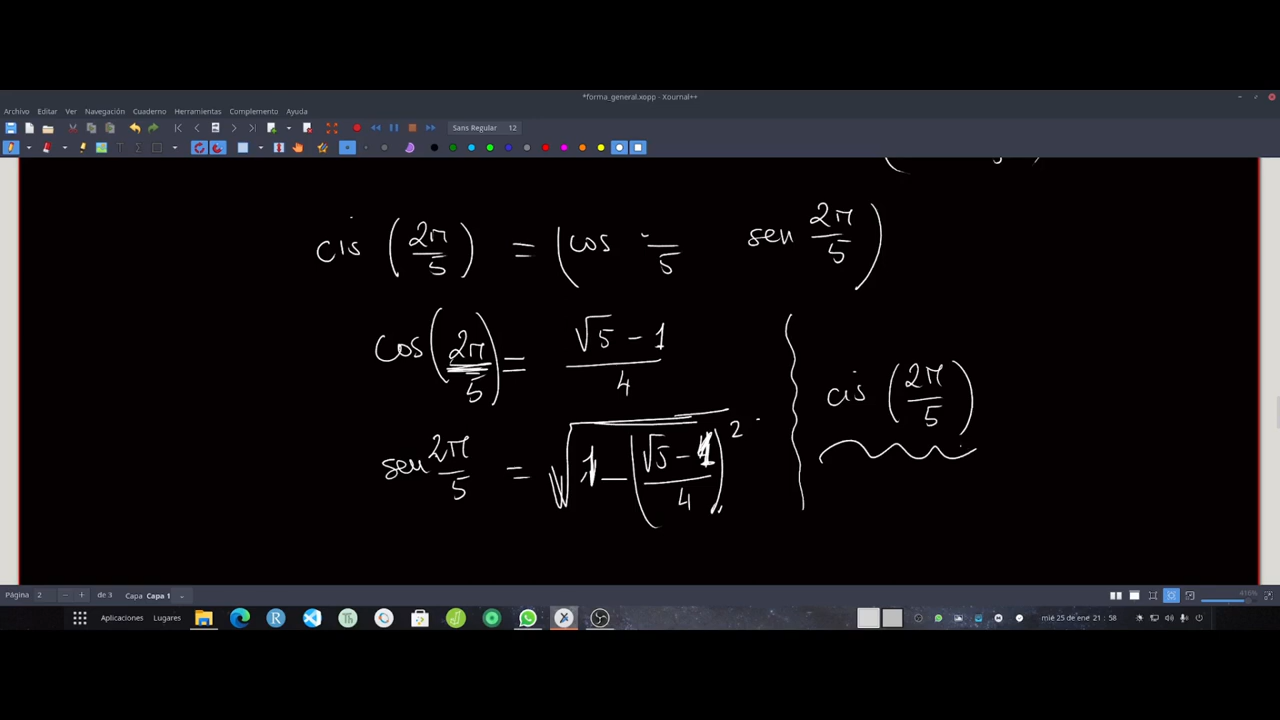 *forma_general.xopp - Xournal++
Archivo Editar Ver Navegación Cuaderno Herramientas Complemento Ayuda
Sans Regular 12
cis (2π/5) = (cos /5 sen 2π/5)
cos(2π/5) = √5 - 1/4
cis (2π/5)
sen 2π/5 = √1 - (√5 - 1/4)²
Página 2 de 3 Capa Capa 1
416%
Aplicaciones Lugares
mié 25 de ene 21 : 58